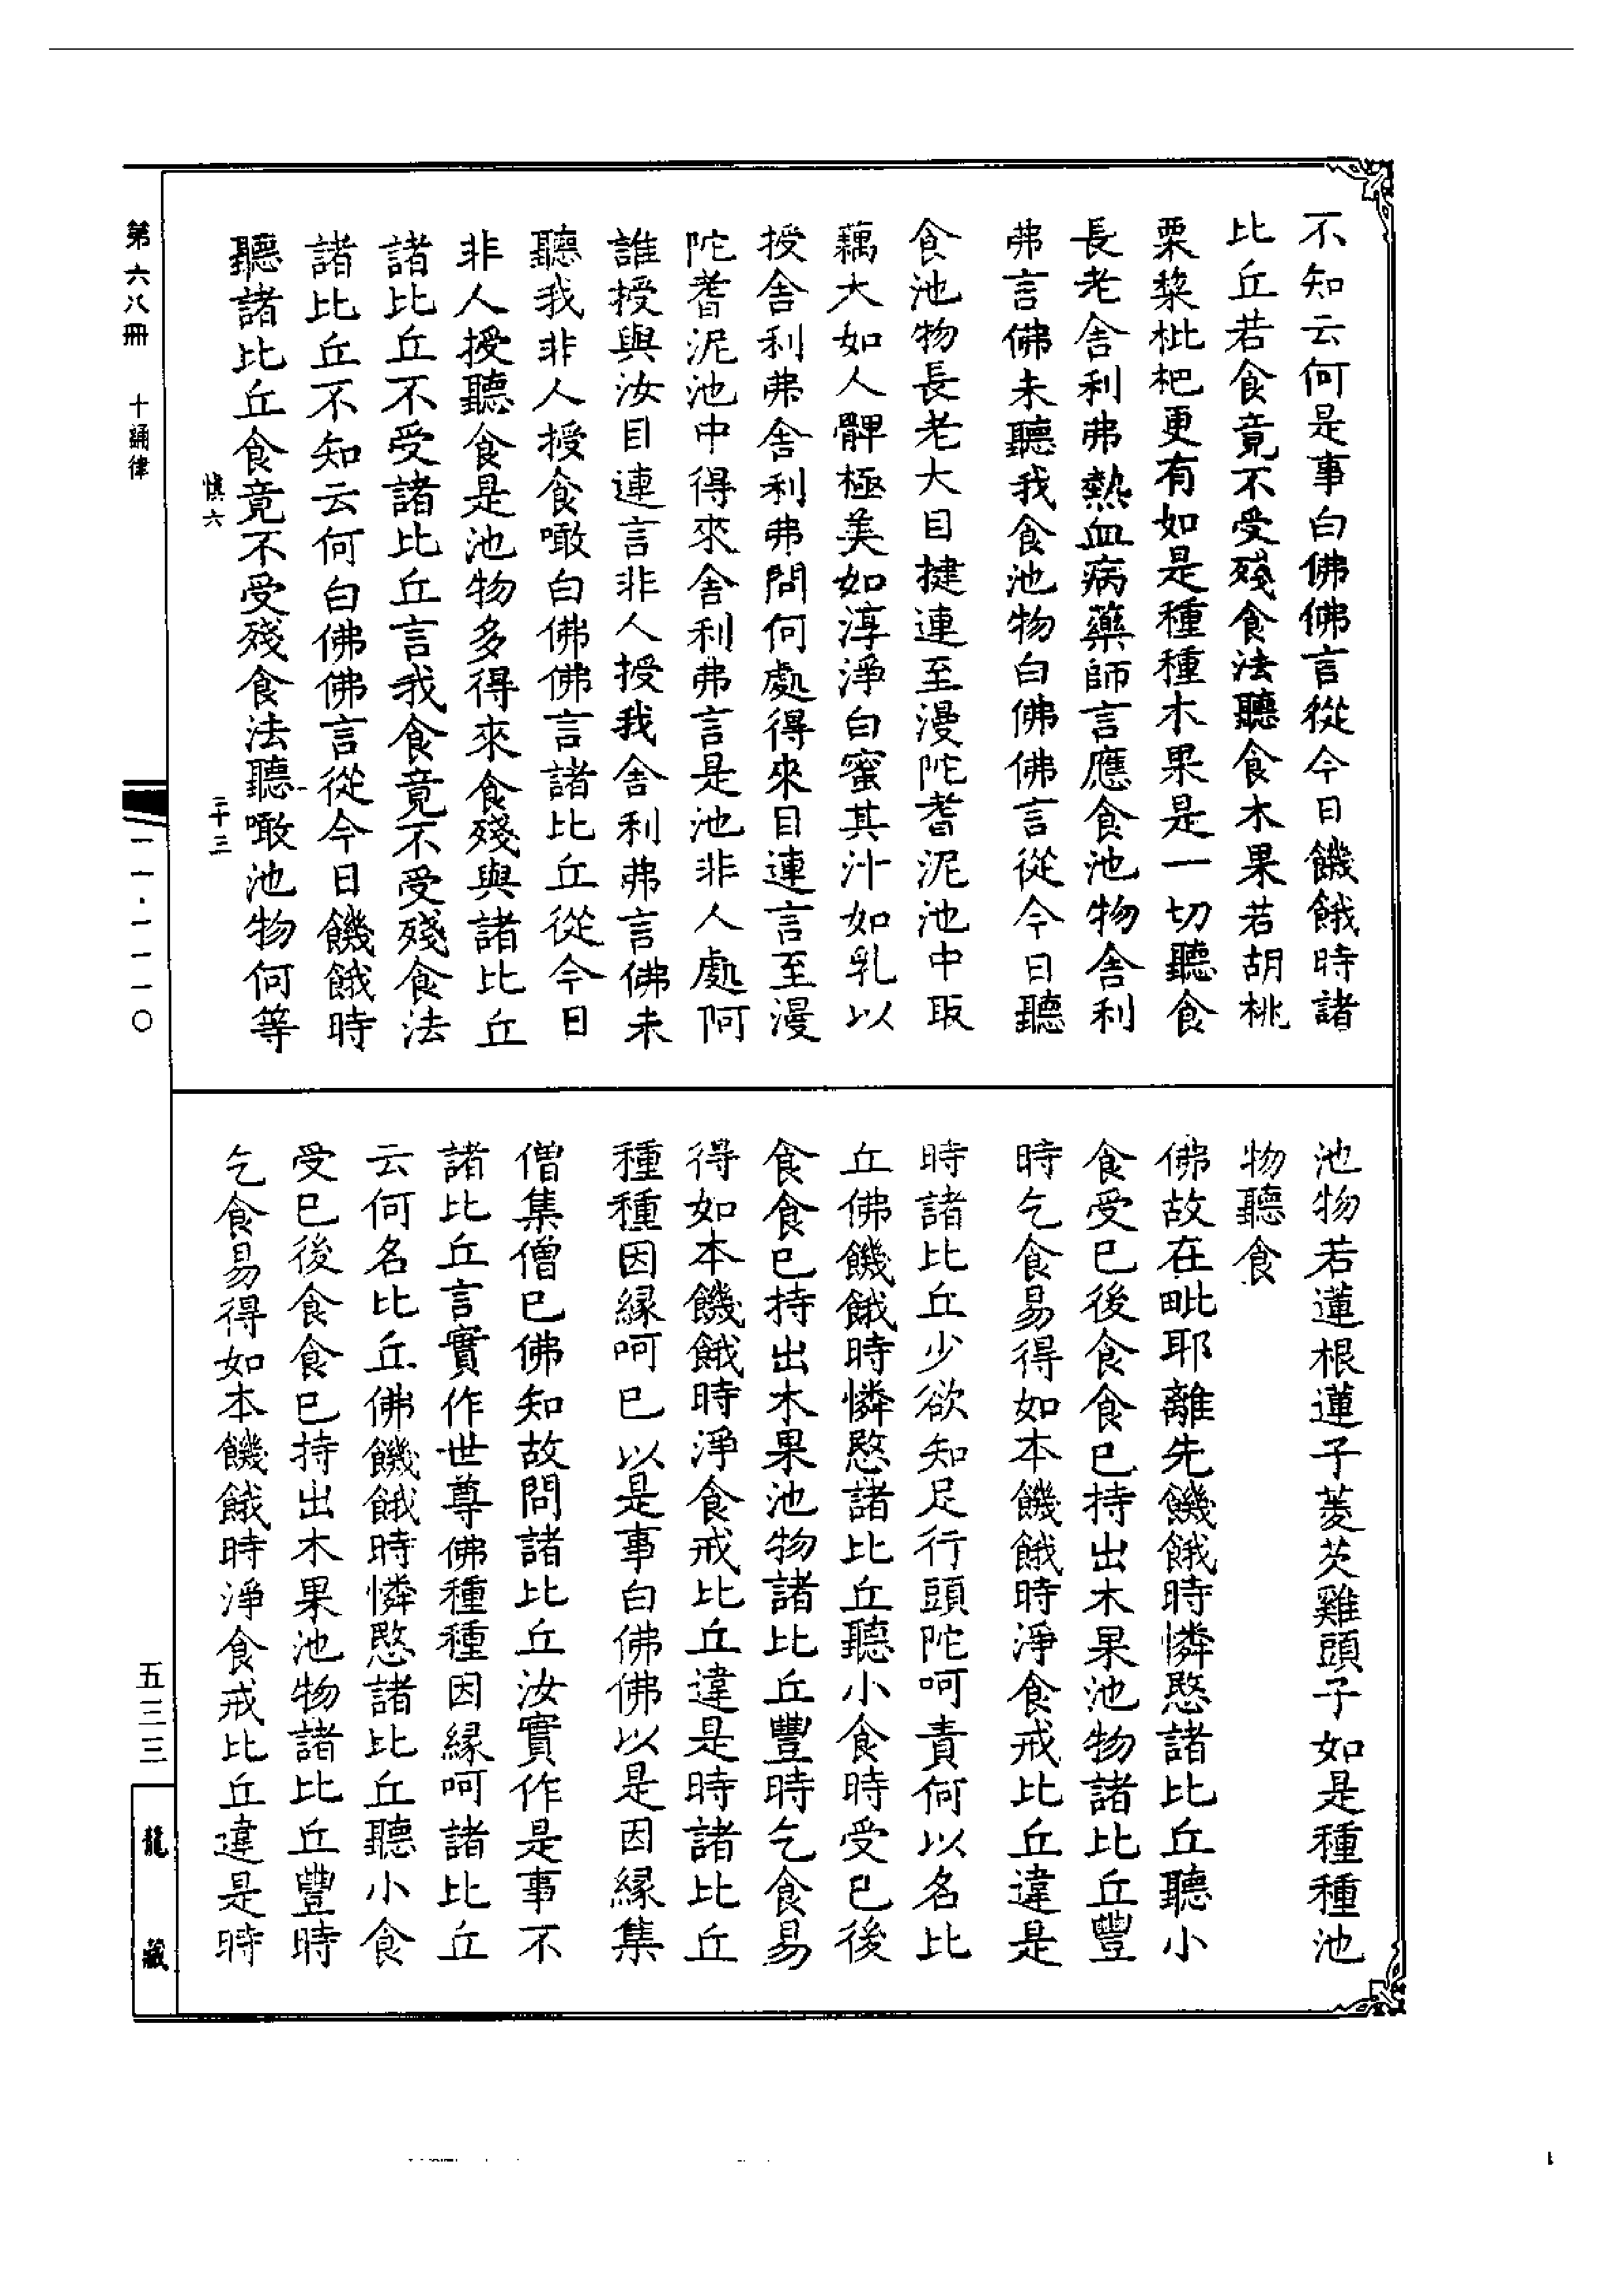 不知云何是事白佛佛言從今日饑餓時諸
比丘若食竟不受殘食法聽食木果若胡桃
栗棃枇杷更有如是種種木果是一切聽食
長老舍利弗熱血病藥師言應食池物舍利
弗言佛未聽我食池物白佛佛言從今日聽
食池物長老大目揵連至漫陀耆泥池中取
藕大如人髀極美如淳淨白蜜其汁如乳以
授舍利弗舍利弗問何處得來目連言至漫
陀耆泥池中得來舍利弗言是池非人處阿
誰授與汝目連言非人授我舍利弗言佛未
聽我非人授食噉白佛佛言諸比丘從今日
非人授聽食是池物多得來食殘與諸比丘
諸比丘不受諸比丘言我食竟不受殘食法
諸比丘不知云何白佛佛言從今日饑餓時
聽諸比丘食竟不受殘食法聽噉池物何等
慎六 二十三
池物若蓮根蓮子菱芡雞頭子如是種種池
物聽食
佛故在毗耶離先饑餓時憐愍諸比丘聽小
食受已後食食已持出木果池物諸比丘豐
時乞食易得如本饑餓時淨食戒比丘違是
時諸比丘少欲知足行頭陀呵責何以名比
丘佛饑餓時憐愍諸比丘聽小食時受已後
食食已持出木果池物諸比丘豐時乞食易
得如本饑餓時淨食戒比丘違是時諸比丘
種種因緣呵已以是事白佛佛以是因緣集
僧集僧已佛知故問諸比丘汝實作是事不
諸比丘言實作世尊佛種種因緣呵諸比丘
云何名比丘佛饑餓時憐愍諸比丘聽小食
受已後食食已持出木果池物諸比丘豐時
乞食易得如本饑餓時淨食戒比丘違是時
第六八冊 十誦律
一一·一一一〇
五三三
龍藏